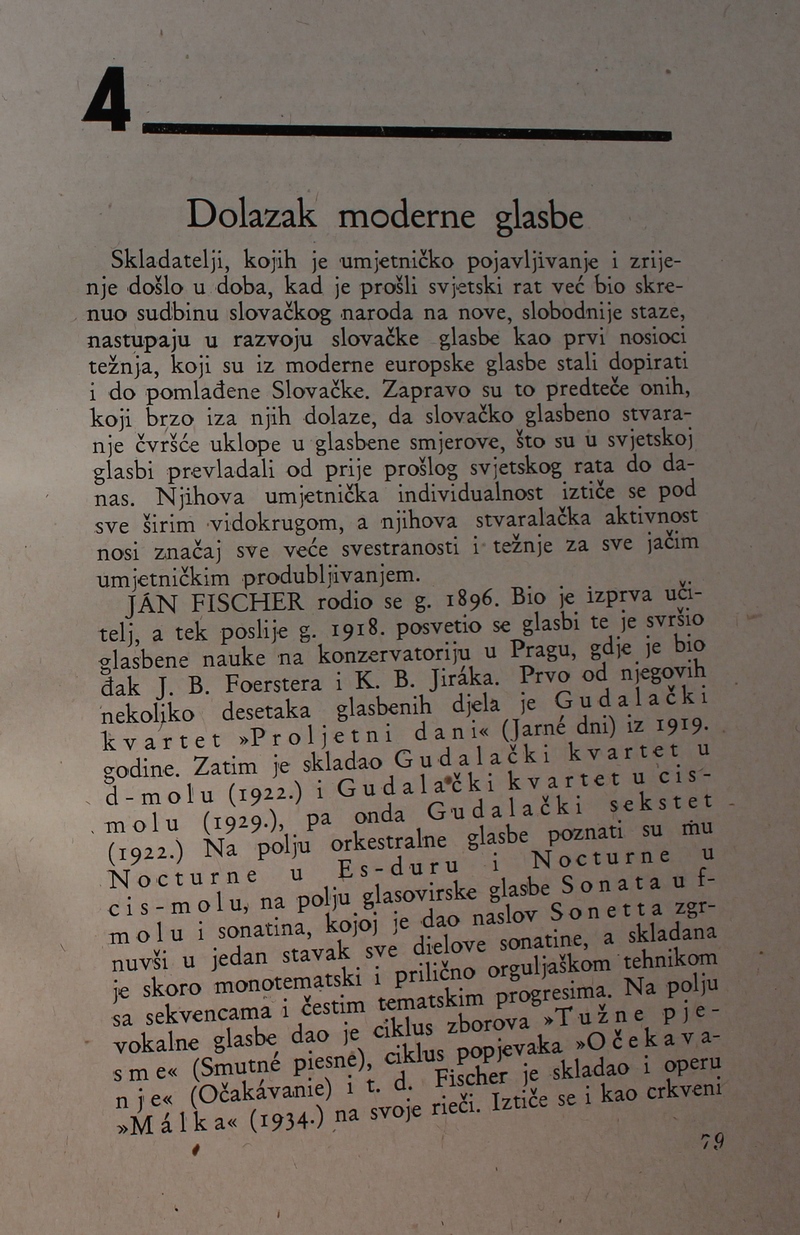 4
Dolazak moderne glasbe
Skladatelji, kojih je umjetničko pojavljivanje i zrije-
nje došlo u doba, kad je prošli svjetski rat već bio skre-
nuo sudbinu slovačkog naroda na nove, slobodnije staze,
nastupaju u razvoju slovačke glasbe kao prvi nosioci
težnja, koji su iz moderne europske glasbe stali dopirati
i do pomlađene Slovačke. Zapravo su to predteče onih,
koji brzo iza njih dolaze, da slovačko glasbeno stvara-
nje čvršće uklope u glasbene smjerove, što su u svjetskoj
glasbi prevladali od prije prošlog svjetskog rata do da-
nas. Njihova umjetnička individualnost iztiče se pod
sve širim vidokrugom, a njihova stvaralačka aktivnost
nosi značaj sve veće svestranosti i težnje za sve jačim
umjetničkim produbljivanjem.
JÁN FISCHER rodio se g. 1896. Bio je izprva uči-
telj, a tek poslije g. 1918. posvetio se glasbi te je svršio
glasbene nauke na konzervatoriju u Pragu, gdje je bio
đak J. B. Foerstera i K. B. Jiráka. Prvo od njegovih
nekoliko desetaka glasbenih djela je Gudalački
kvartet »Proljetni dani« (Jarné dni) iz 1919.
godine. Zatim je skladao Gudalački kvartet u
d-molu (1922.) i Gudalački kvartet u cis-
molu (1929.), pa onda Gudalački sekstet
(1922.) Na polju orkestralne glasbe poznati su mu
Nocturne u Es-duru i Nocturne u
cis-molu, na polju glasovirske glasbe Sonata u f-
molu i sonatina, kojoj je dao naslov Sonetta zgr-
nuvši u jedan stavak sve dielove sonatine, a skladana
je skoro monotematski i prilično orguljaškom tehnikom
sa sekvencama i čestim tematskim progresima. Na polju
vokalne glasbe dao je ciklus zborova »Tužne pje-
sme« (Smutné piesne), ciklus popjevaka »Očekava-
nje« (Očakávanie) i t. d. Fischer je skladao i operu
»Málka« (1934.) na svoje rieči. Iztiče se i kao crkveni
79